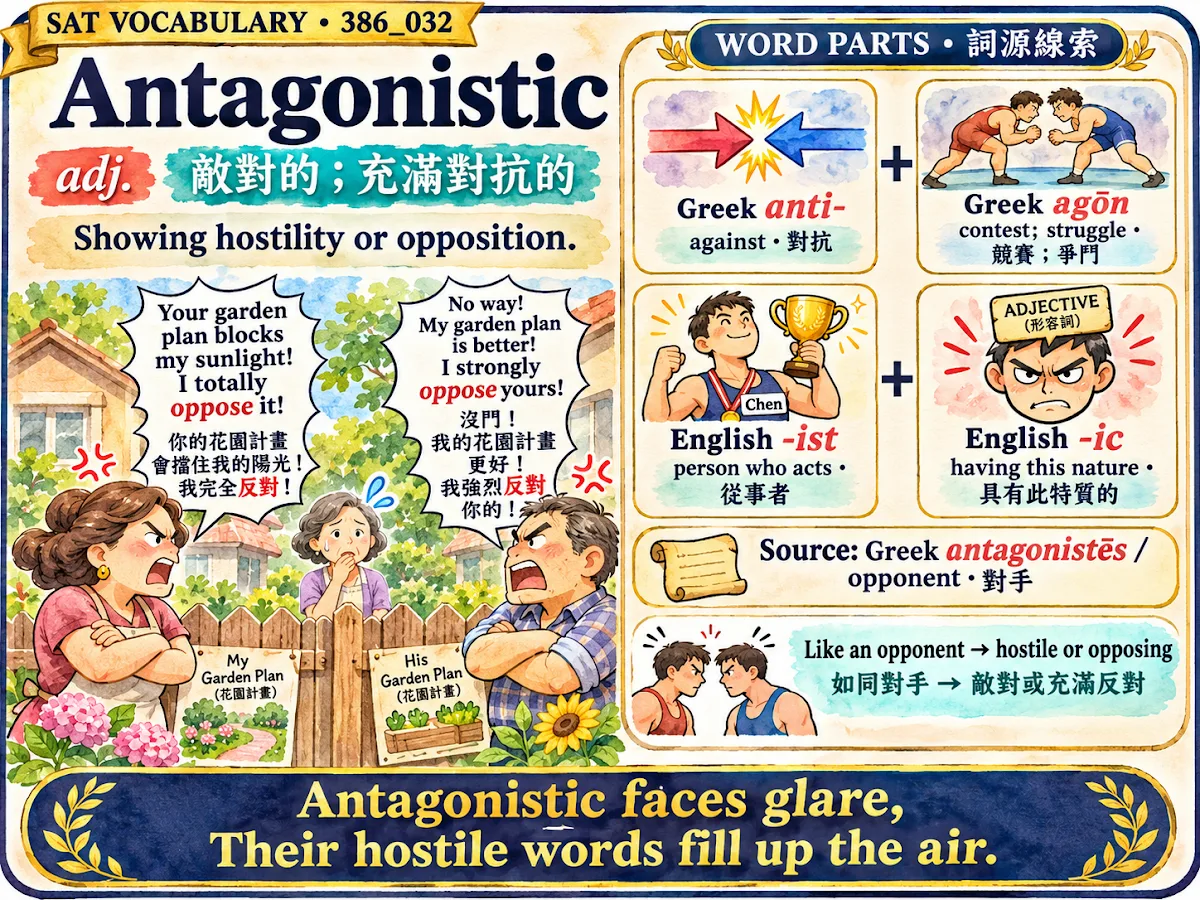 SAT VOCABULARY • 386_032
Antagonistic
adj.
敵對的；充滿對抗的
Showing hostility or opposition.
Your garden
plan blocks
my sunlight!
I totally
oppose it!
你的花園計畫
會擋住我的陽光！
我完全反對！
No way!
My garden plan
is better!
I strongly
oppose yours!
沒門！
我的花園計畫
更好！
我強烈反對
你的！
My
Garden Plan
(花園計畫)
His
Garden Plan
(花園計畫)
WORD PARTS • 詞源線索
Greek anti-
against • 對抗
+
Greek agōn
contest; struggle •
競賽；爭鬥
Chen
English -ist
person who acts •
從事者
+
ADJECTIVE
(形容詞)
English -ic
having this nature •
具有此特質的
Source: Greek antagonistēs /
opponent • 對手
Like an opponent → hostile or opposing
如同對手 → 敵對或充滿反對
Antagonistic faces glare,
Their hostile words fill up the air.